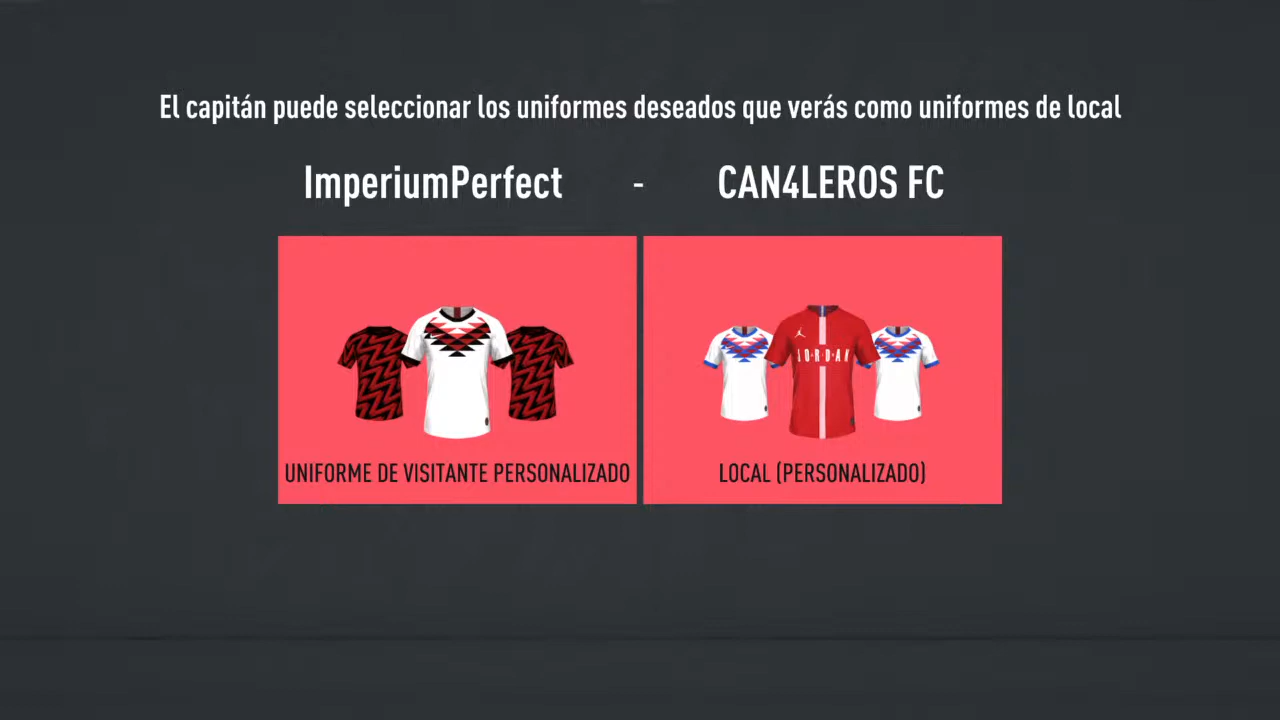 El capitán puede seleccionar los uniformes deseados que verás como uniformes de local
ImperiumPerfect - CAN4LEROS FC
JORDAN
UNIFORME DE VISITANTE PERSONALIZADO
LOCAL (PERSONALIZADO)